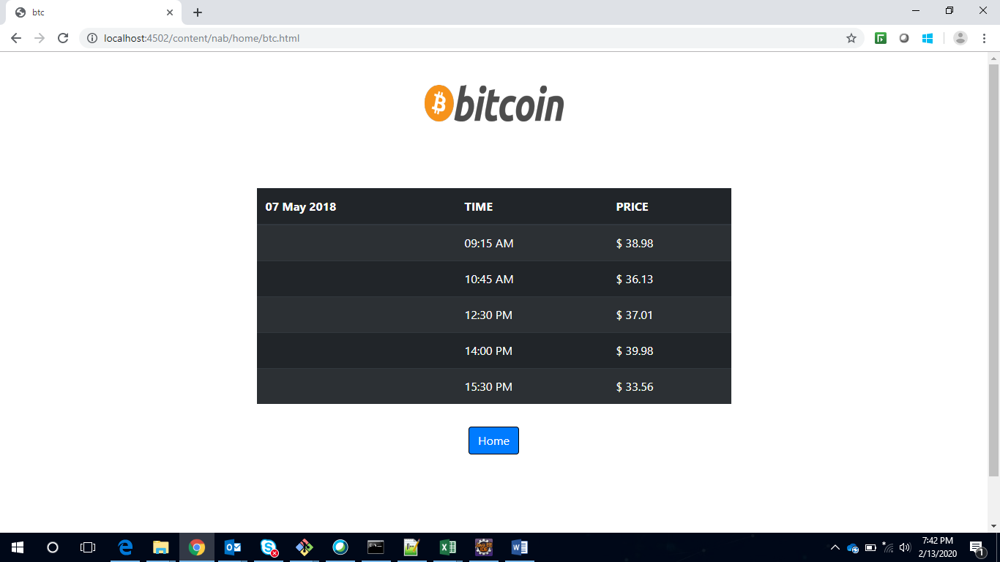 btc
localhost:4502/content/nab/home/btc.html
bitcoin
07 May 2018 TIME PRICE
09:15 AM $ 38.98
10:45 AM $ 36.13
12:30 PM $ 37.01
14:00 PM $ 39.98
15:30 PM $ 33.56
Home
7:42 PM
2/13/2020
1